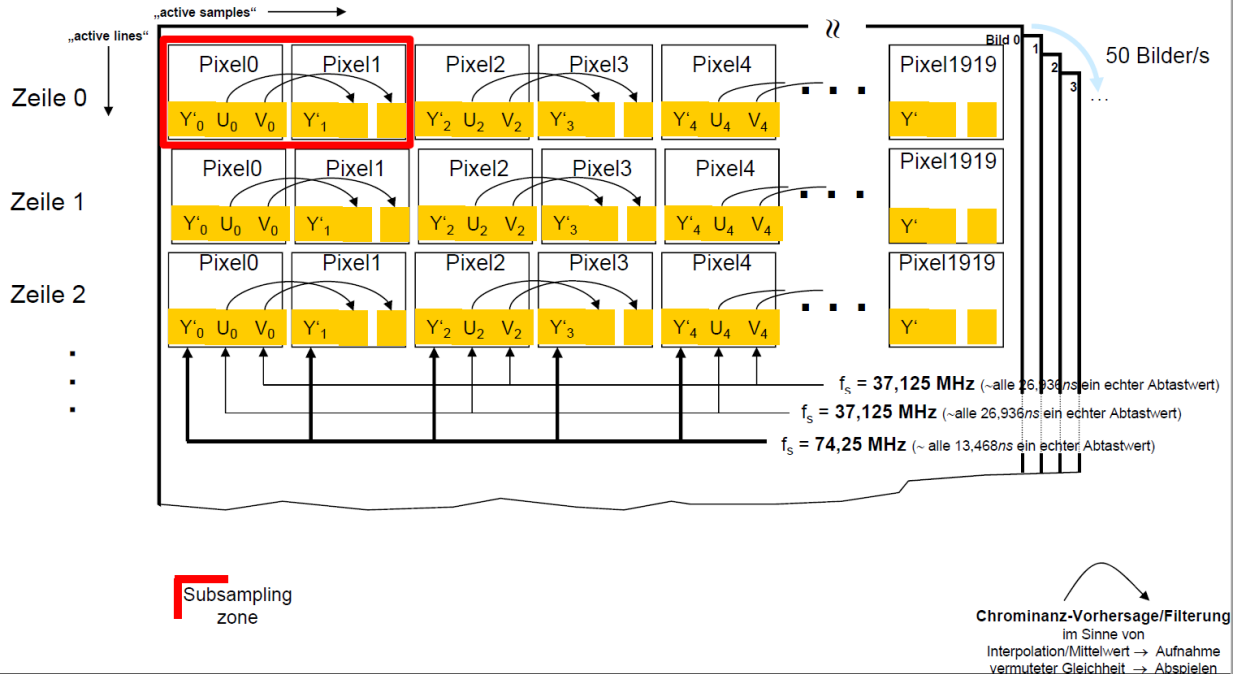 „active samples“
„active lines“
≈
Bild 0
1
2
3
...
50 Bilder/s
Zeile 0
Pixel0 Pixel1 Pixel2 Pixel3 Pixel4 . . . Pixel1919
Y‘0 U0 V0 Y‘1 Y‘2 U2 V2 Y‘3 Y‘4 U4 V4 Y‘
Zeile 1
Pixel0 Pixel1 Pixel2 Pixel3 Pixel4 . . . Pixel1919
Y‘0 U0 V0 Y‘1 Y‘2 U2 V2 Y‘3 Y‘4 U4 V4 Y‘
Zeile 2
Pixel0 Pixel1 Pixel2 Pixel3 Pixel4 . . . Pixel1919
Y‘0 U0 V0 Y‘1 Y‘2 U2 V2 Y‘3 Y‘4 U4 V4 Y‘
.
.
.
fs = 37,125 MHz (~alle 26,936ns ein echter Abtastwert)
fs = 37,125 MHz (~alle 26,936ns ein echter Abtastwert)
fs = 74,25 MHz (~ alle 13,468ns ein echter Abtastwert)
Subsampling
zone
Chrominanz-Vorhersage/Filterung
im Sinne von
Interpolation/Mittelwert → Aufnahme
vermuteter Gleichheit → Abspielen